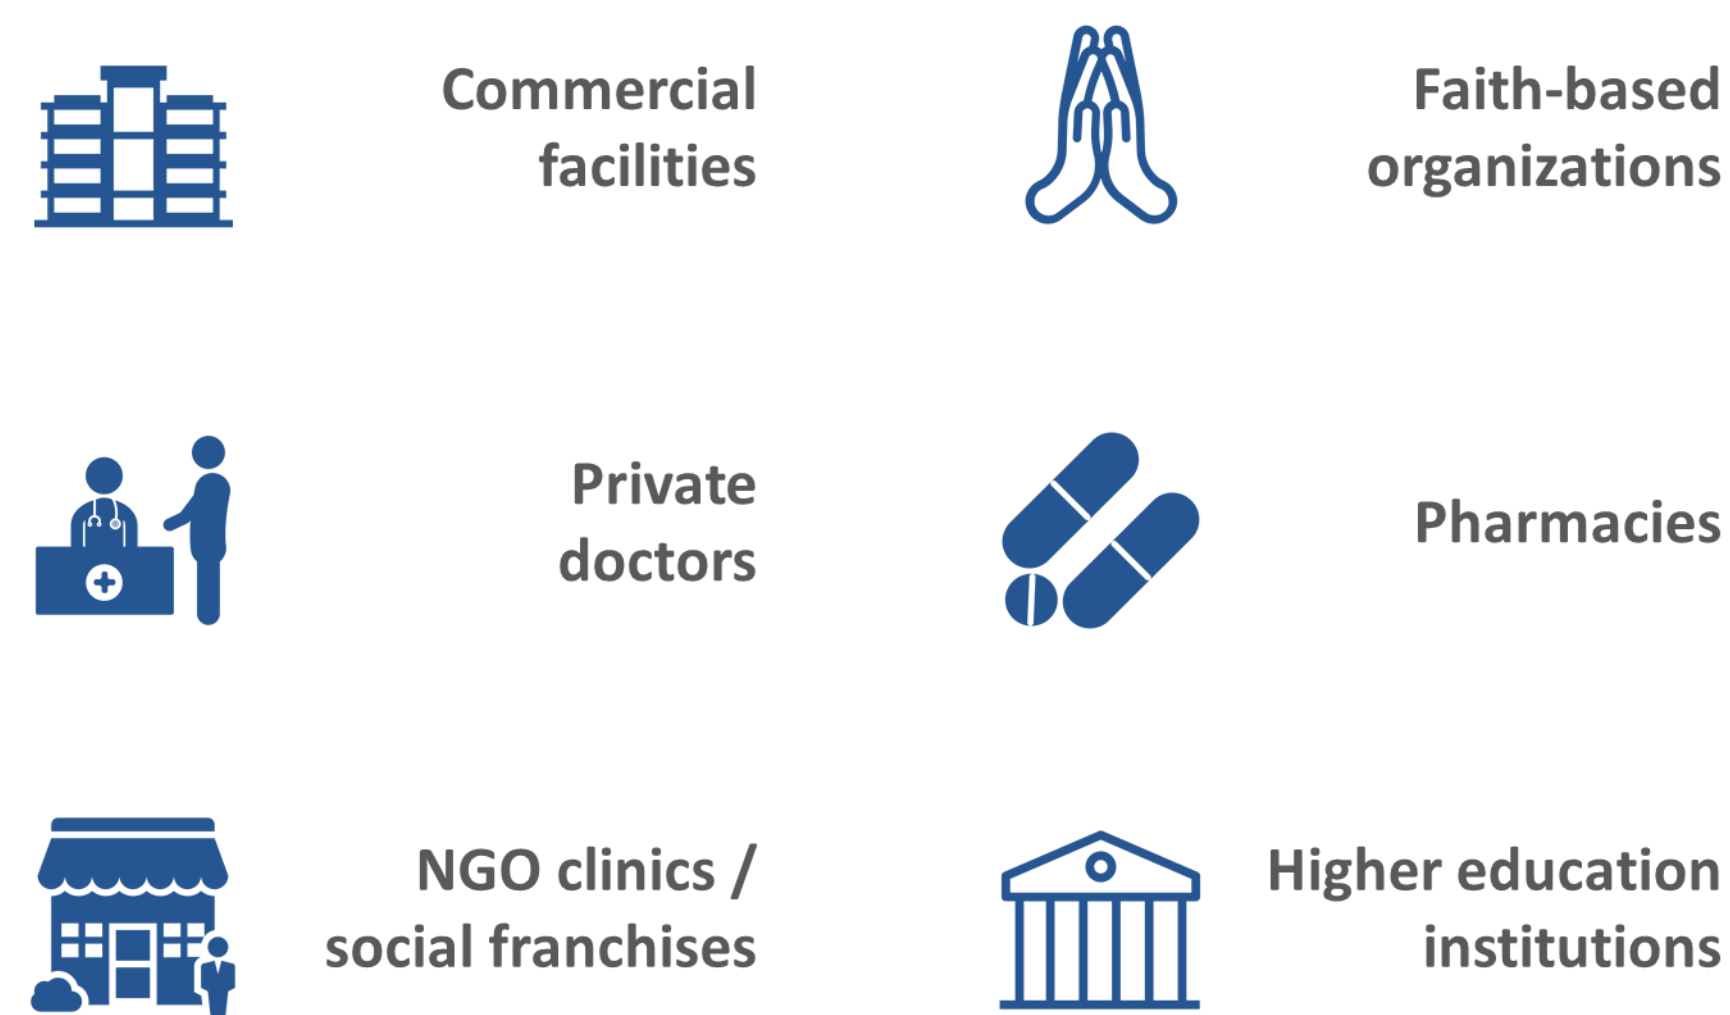 Commercial
facilities
Faith-based
organizations
Private
doctors
Pharmacies
NGO clinics /
social franchises
Higher education
institutions